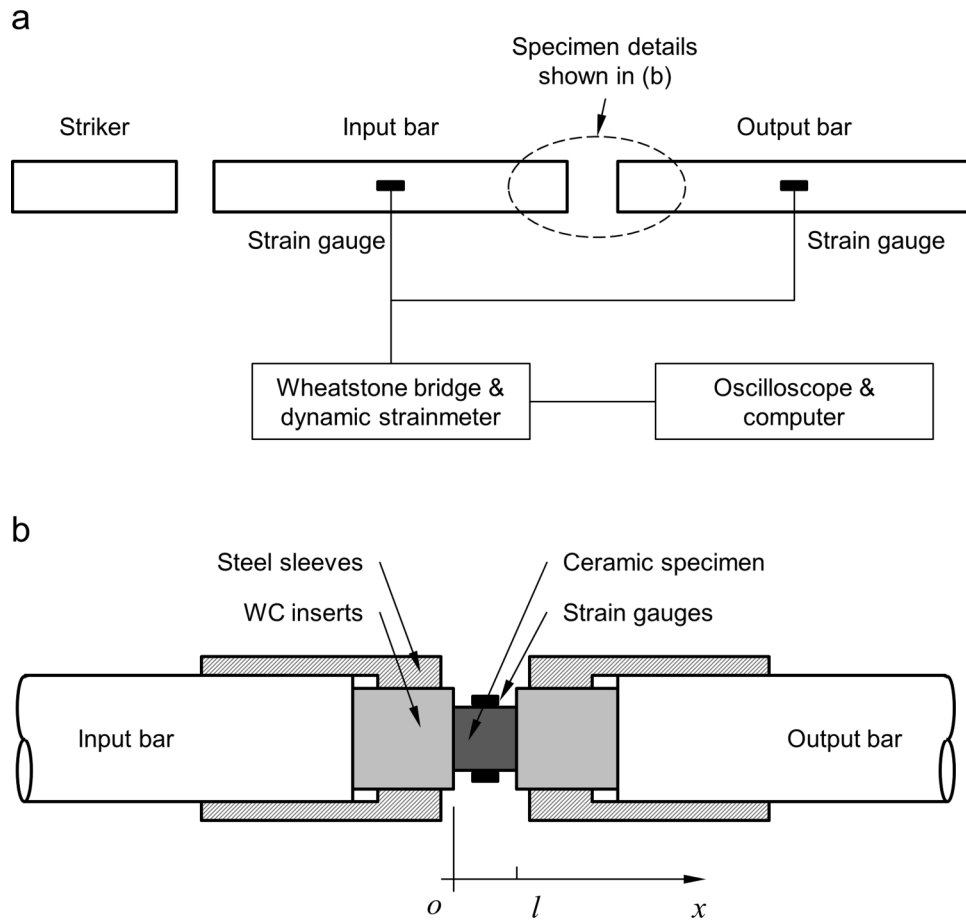 a
Specimen details
shown in (b)
Striker
Input bar
Output bar
Strain gauge
Strain gauge
Wheatstone bridge &
dynamic strainmeter
Oscilloscope &
computer
b
Steel sleeves
Ceramic specimen
WC inserts
Strain gauges
Input bar
Output bar
o
l
x